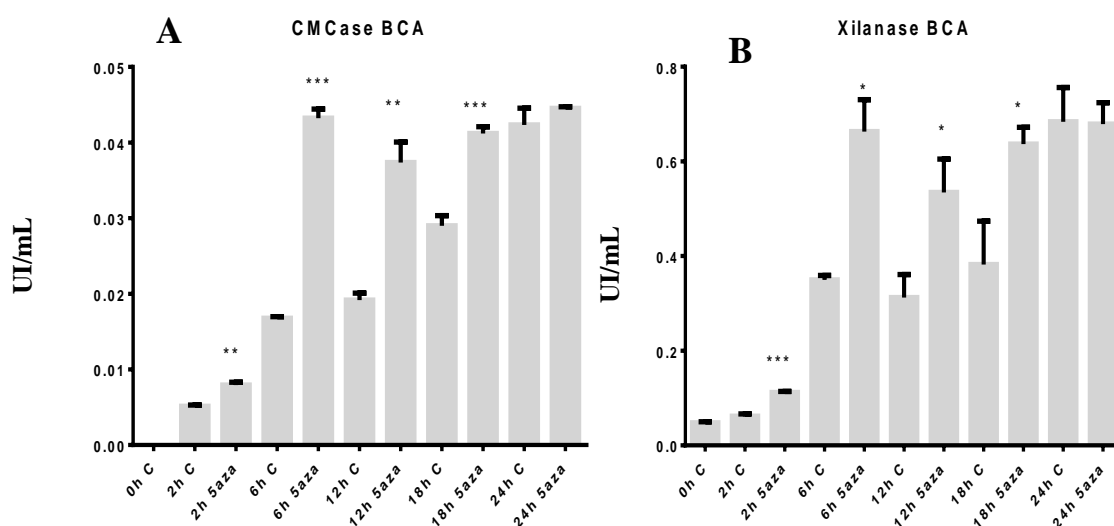 A
CMCase BCA
UI/mL
0.05
0.04
0.03
0.02
0.01
0.00
***
**
***
**
0h C
2h C
2h 5aza
6h C
6h 5aza
12h C
12h 5aza
18h C
18h 5aza
24h C
24h 5aza
B
Xilanase BCA
UI/mL
0.8
0.6
0.4
0.2
0.0
*
*
*
***
0h C
2h C
2h 5aza
6h C
6h 5aza
12h C
12h 5aza
18h C
18h 5aza
24h C
24h 5aza